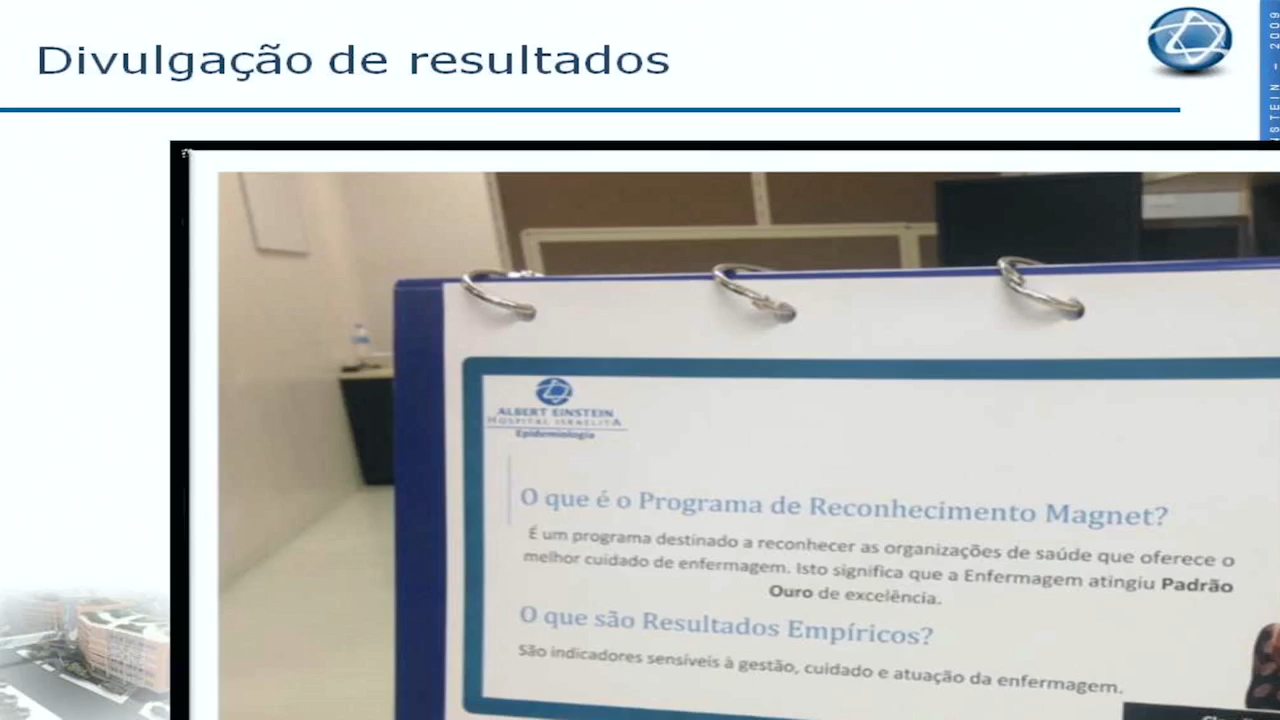 Divulgação de resultados
NSTEIN – 2009
ALBERT EINSTEIN
HOSPITAL ISRAELITA
Epidemiologia
O que é o Programa de Reconhecimento Magnet?
É um programa destinado a reconhecer as organizações de saúde que oferece o
melhor cuidado de enfermagem. Isto significa que a Enfermagem atingiu Padrão
Ouro de excelência.
O que são Resultados Empíricos?
São indicadores sensíveis à gestão, cuidado e atuação da enfermagem.